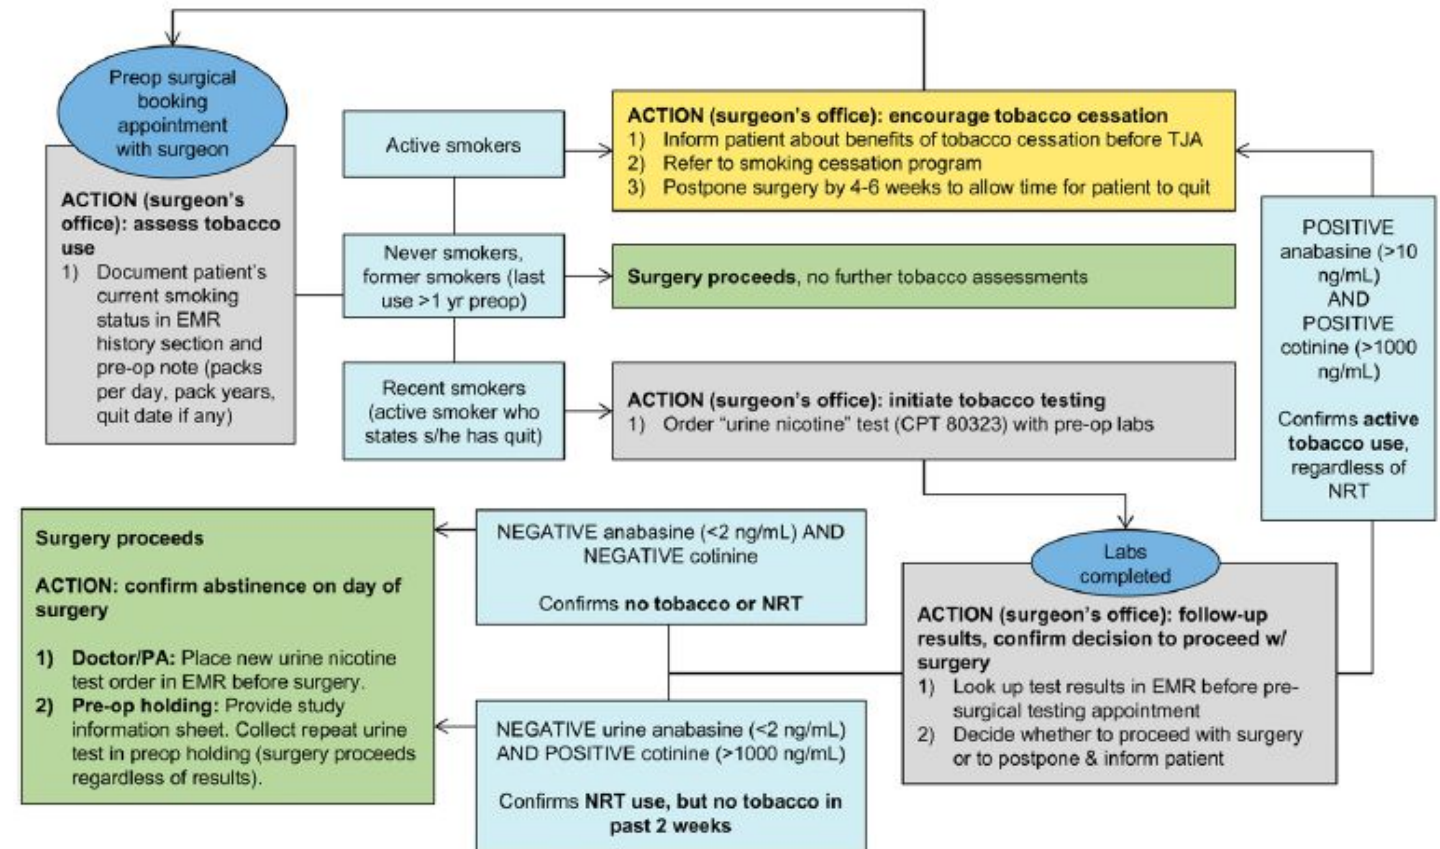 Preop surgical
booking
appointment
with surgeon
ACTION (surgeon's
office): assess tobacco
use
1) Document patient's
current smoking
status in EMR
history section and
pre-op note (packs
per day, pack years,
quit date if any)
Active smokers
ACTION (surgeon's office): encourage tobacco cessation
1) Inform patient about benefits of tobacco cessation before TJA
2) Refer to smoking cessation program
3) Postpone surgery by 4-6 weeks to allow time for patient to quit
Never smokers,
former smokers (last
use >1 yr preop)
Surgery proceeds, no further tobacco assessments
Recent smokers
(active smoker who
states s/he has quit)
ACTION (surgeon's office): initiate tobacco testing
1) Order "urine nicotine" test (CPT 80323) with pre-op labs
POSITIVE
anabasine (>10
ng/mL)
AND
POSITIVE
cotinine (>1000
ng/mL)
Confirms active
tobacco use,
regardless of
NRT
Labs
completed
ACTION (surgeon's office): follow-up
results, confirm decision to proceed w/
surgery
1) Look up test results in EMR before pre-
surgical testing appointment
2) Decide whether to proceed with surgery
or to postpone & inform patient
NEGATIVE anabasine (<2 ng/mL) AND
NEGATIVE cotinine
Confirms no tobacco or NRT
NEGATIVE urine anabasine (<2 ng/mL)
AND POSITIVE cotinine (>1000 ng/mL)
Confirms NRT use, but no tobacco in
past 2 weeks
Surgery proceeds
ACTION: confirm abstinence on day of
surgery
1) Doctor/PA: Place new urine nicotine
test order in EMR before surgery.
2) Pre-op holding: Provide study
information sheet. Collect repeat urine
test in preop holding (surgery proceeds
regardless of results).